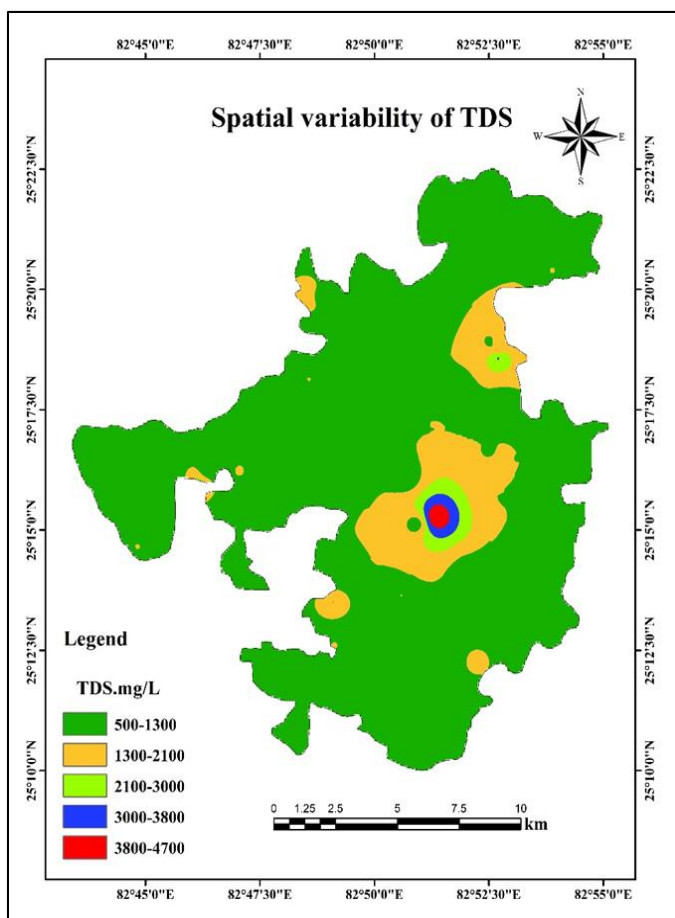 82°45'0"E 82°47'30"E 82°50'0"E 82°52'30"E 82°55'0"E
Spatial variability of TDS
N
W E
S
25°22'30"N 25°22'30"N
25°20'0"N 25°20'0"N
25°17'30"N 25°17'30"N
25°15'0"N 25°15'0"N
25°12'30"N 25°12'30"N
25°10'0"N 25°10'0"N
Legend
TDS.mg/L
500-1300
1300-2100
2100-3000
3000-3800
3800-4700
0 1.25 2.5 5 7.5 10
km
82°45'0"E 82°47'30"E 82°50'0"E 82°52'30"E 82°55'0"E